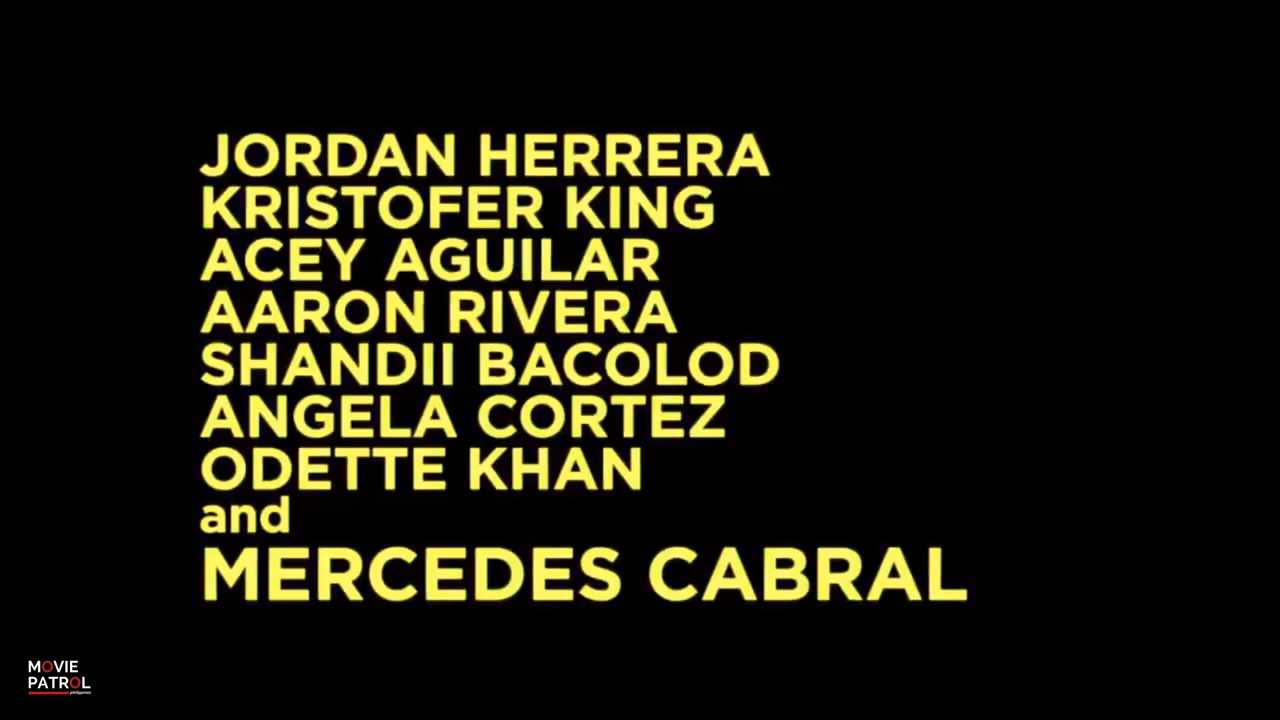 JORDAN HERRERA
KRISTOFER KING
ACEY AGUILAR
AARON RIVERA
SHANDII BACOLOD
ANGELA CORTEZ
ODETTE KHAN
and
MERCEDES CABRAL
MOVIE
PATROL
philippines